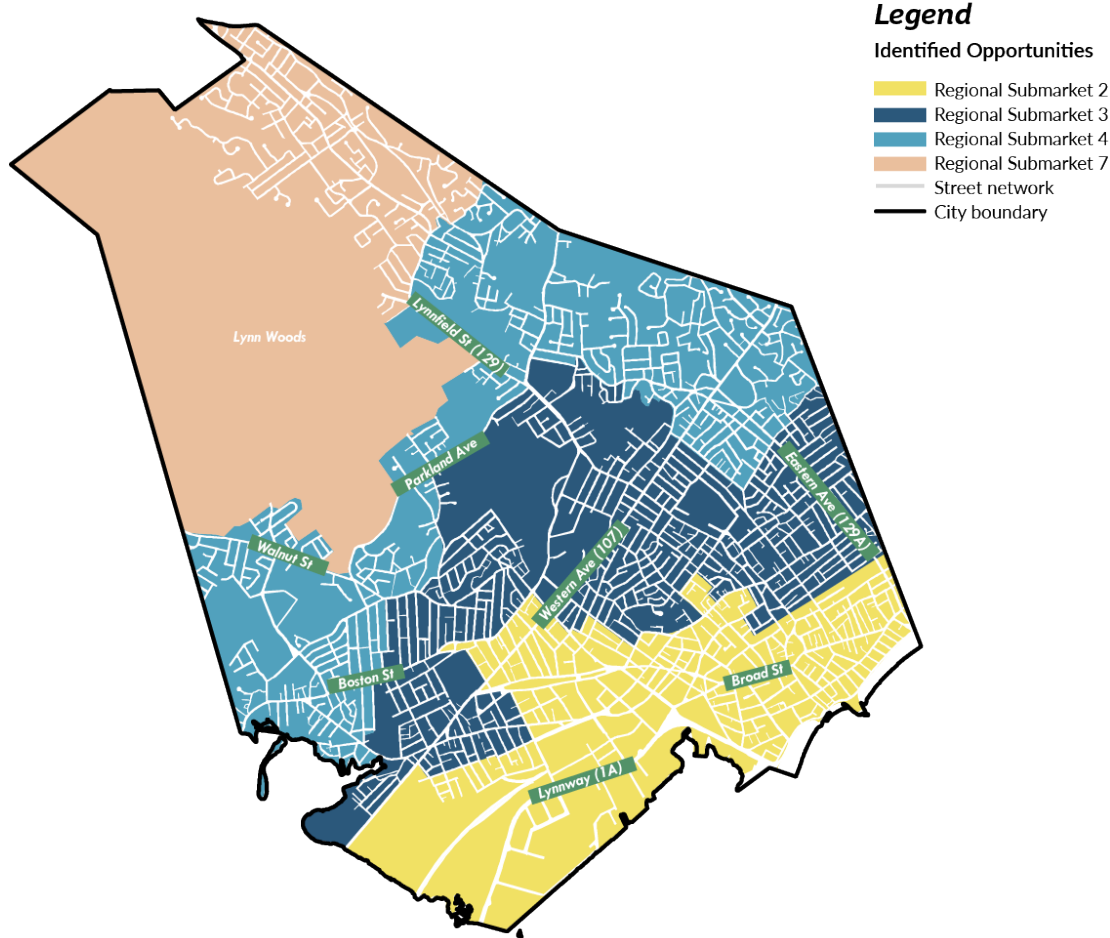 Legend
Identified Opportunities
Regional Submarket 2
Regional Submarket 3
Regional Submarket 4
Regional Submarket 7
Street network
City boundary
Lynn Woods
Lynnfield St (129)
Parkland Ave
Eastern Ave (129A)
Walnut St
Western Ave (107)
Boston St
Broad St
Lynnway (1A)